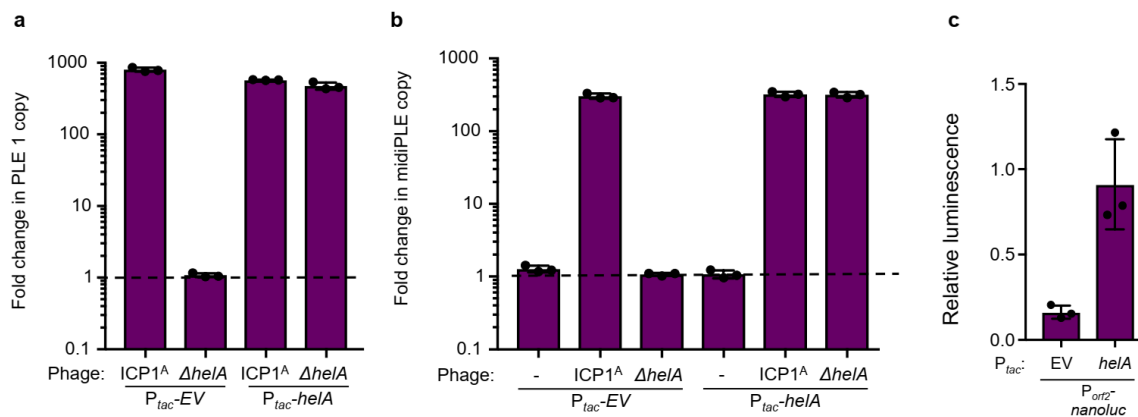 a
Fold change in PLE 1 copy
1000
100
10
1
0.1
Phage: ICP1ᴬ ΔhelA ICP1ᴬ ΔhelA
Ptac-EV Ptac-helA
b
Fold change in midiPLE copy
1000
100
10
1
0.1
Phage: - ICP1ᴬ ΔhelA - ICP1ᴬ ΔhelA
Ptac-EV Ptac-helA
c
Relative luminescence
1.5
1.0
0.5
0.0
Ptac: EV helA
Porf2-
nanoluc